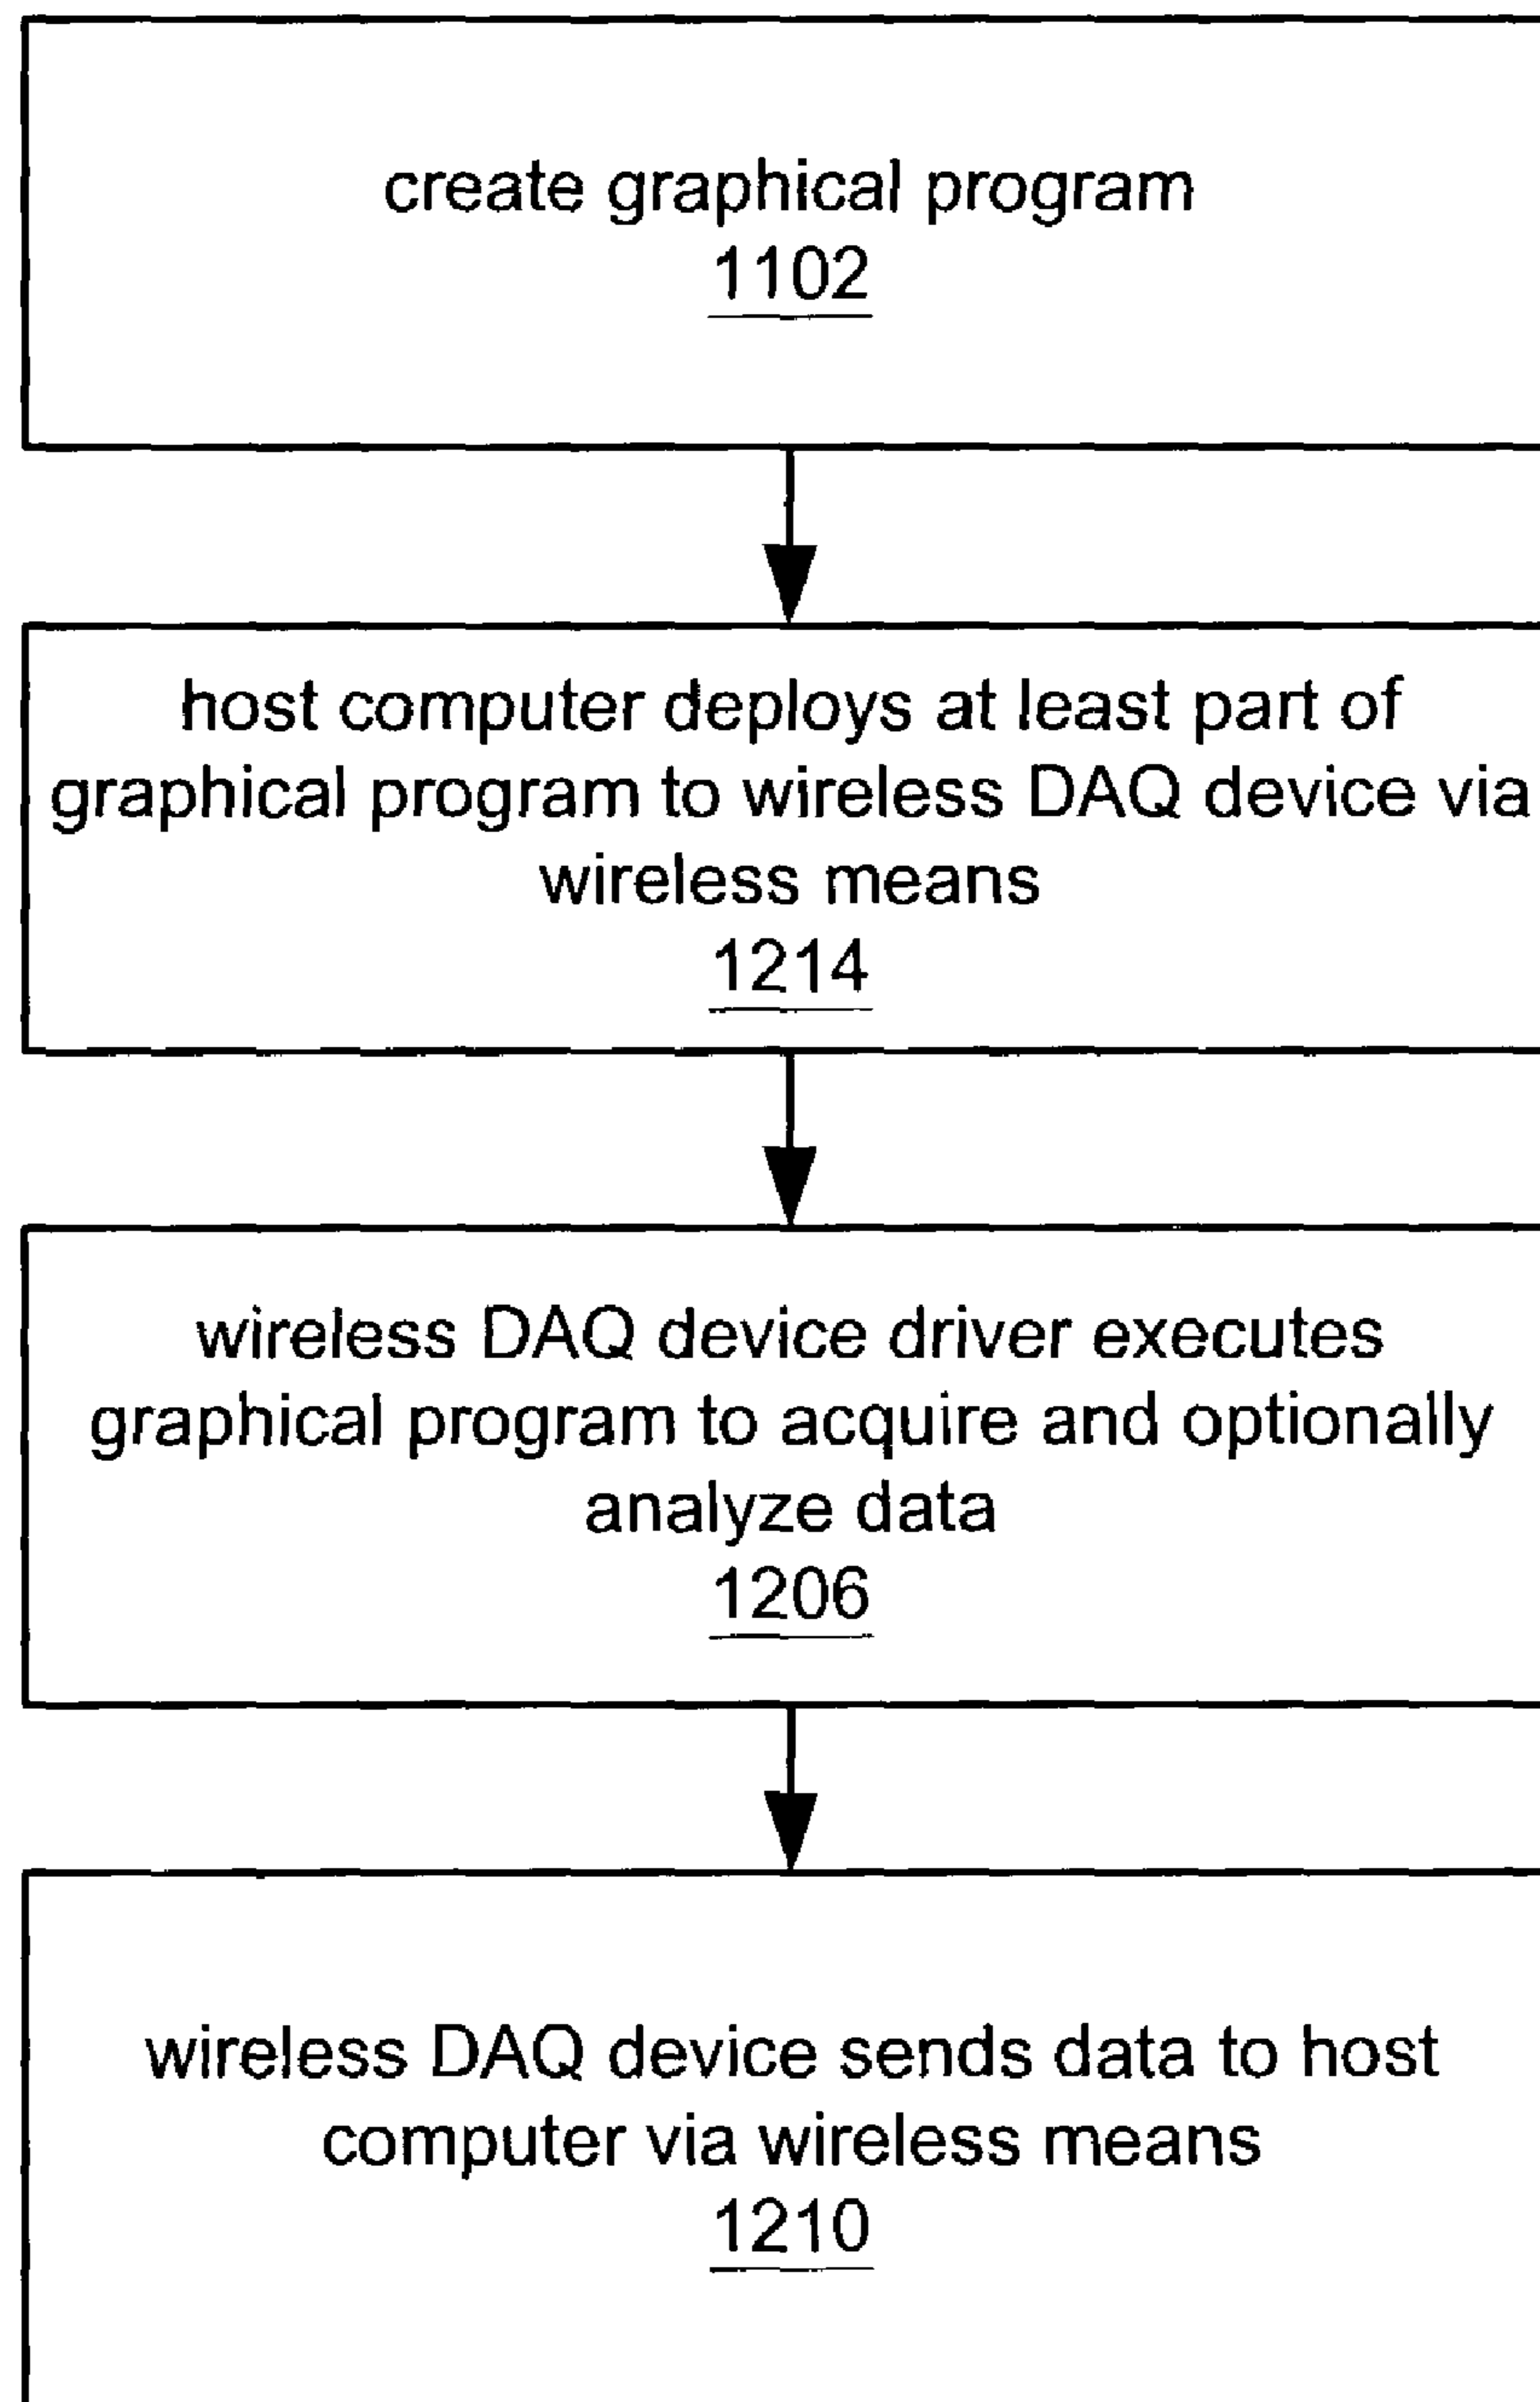 create graphical program
1102
host computer deploys at least part of
graphical program to wireless DAQ device via
wireless means
1214
wireless DAQ device driver executes
graphical program to acquire and optionally
analyze data
1206
wireless DAQ device sends data to host
computer via wireless means
1210